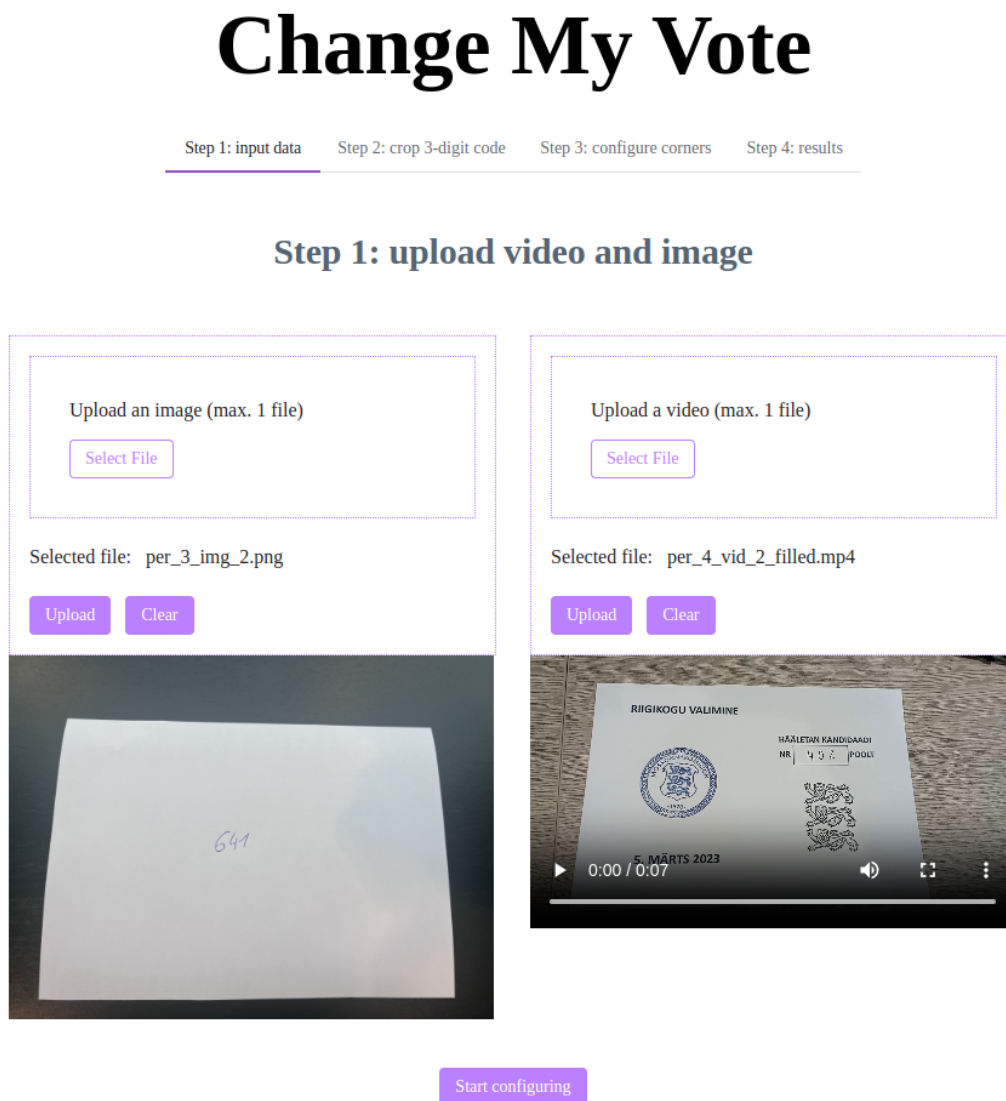 Change My Vote
Step 1: input data
Step 2: crop 3-digit code
Step 3: configure corners
Step 4: results
Step 1: upload video and image
Upload an image (max. 1 file)
Select File
Selected file: per_3_img_2.png
Upload
Clear
641
Upload a video (max. 1 file)
Select File
Selected file: per_4_vid_2_filled.mp4
Upload
Clear
RIIGIKOGU VALIMINE
HÄÄLETAN KANDIDAADI
NR
POOLT
5. MÄRTS 2023
0:00 / 0:07
Start configuring